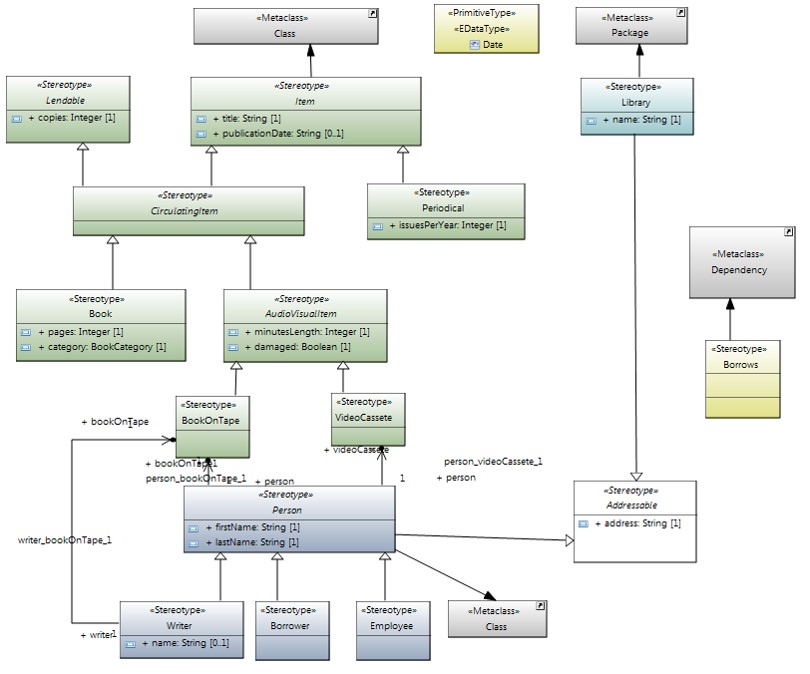 «Metaclass»
Class
«PrimitiveType»
«EDataType»
Date
«Metaclass»
Package
«Stereotype»
Lendable
+ copies: Integer [1]
«Stereotype»
Item
+ title: String [1]
+ publicationDate: String [0..1]
«Stereotype»
Library
+ name: String [1]
«Stereotype»
CirculatingItem
«Stereotype»
Periodical
+ issuesPerYear: Integer [1]
«Metaclass»
Dependency
«Stereotype»
Book
+ pages: Integer [1]
+ category: BookCategory [1]
«Stereotype»
AudioVisualItem
+ minutesLength: Integer [1]
+ damaged: Boolean [1]
«Stereotype»
Borrows
+ bookOnTape
«Stereotype»
BookOnTape
«Stereotype»
VideoCassete
+ videoCassete
+ bookOnTape1
person_bookOnTape_1
+ person
1
person_videoCassete_1
+ person
«Stereotype»
Person
+ firstName: String [1]
+ lastName: String [1]
«Stereotype»
Addressable
+ address: String [1]
writer_bookOnTape_1
+ writer1
«Stereotype»
Writer
+ name: String [0..1]
«Stereotype»
Borrower
«Stereotype»
Employee
«Metaclass»
Class